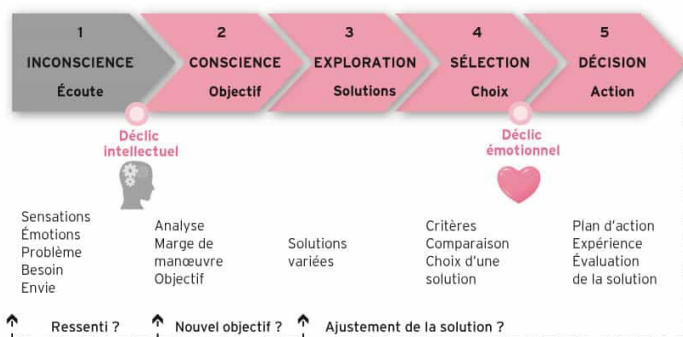 1
INCONSCIENCE
Écoute
2
CONSCIENCE
Objectif
3
EXPLORATION
Solutions
4
SÉLECTION
Choix
5
DÉCISION
Action
Déclic
intellectuel
Déclic
émotionnel
Sensations
Émotions
Problème
Besoin
Envie
Analyse
Marge de
manœuvre
Objectif
Solutions
variées
Critères
Comparaison
Choix d'une
solution
Plan d'action
Expérience
Évaluation
de la solution
Ressenti ?
Nouvel objectif ?
Ajustement de la solution ?